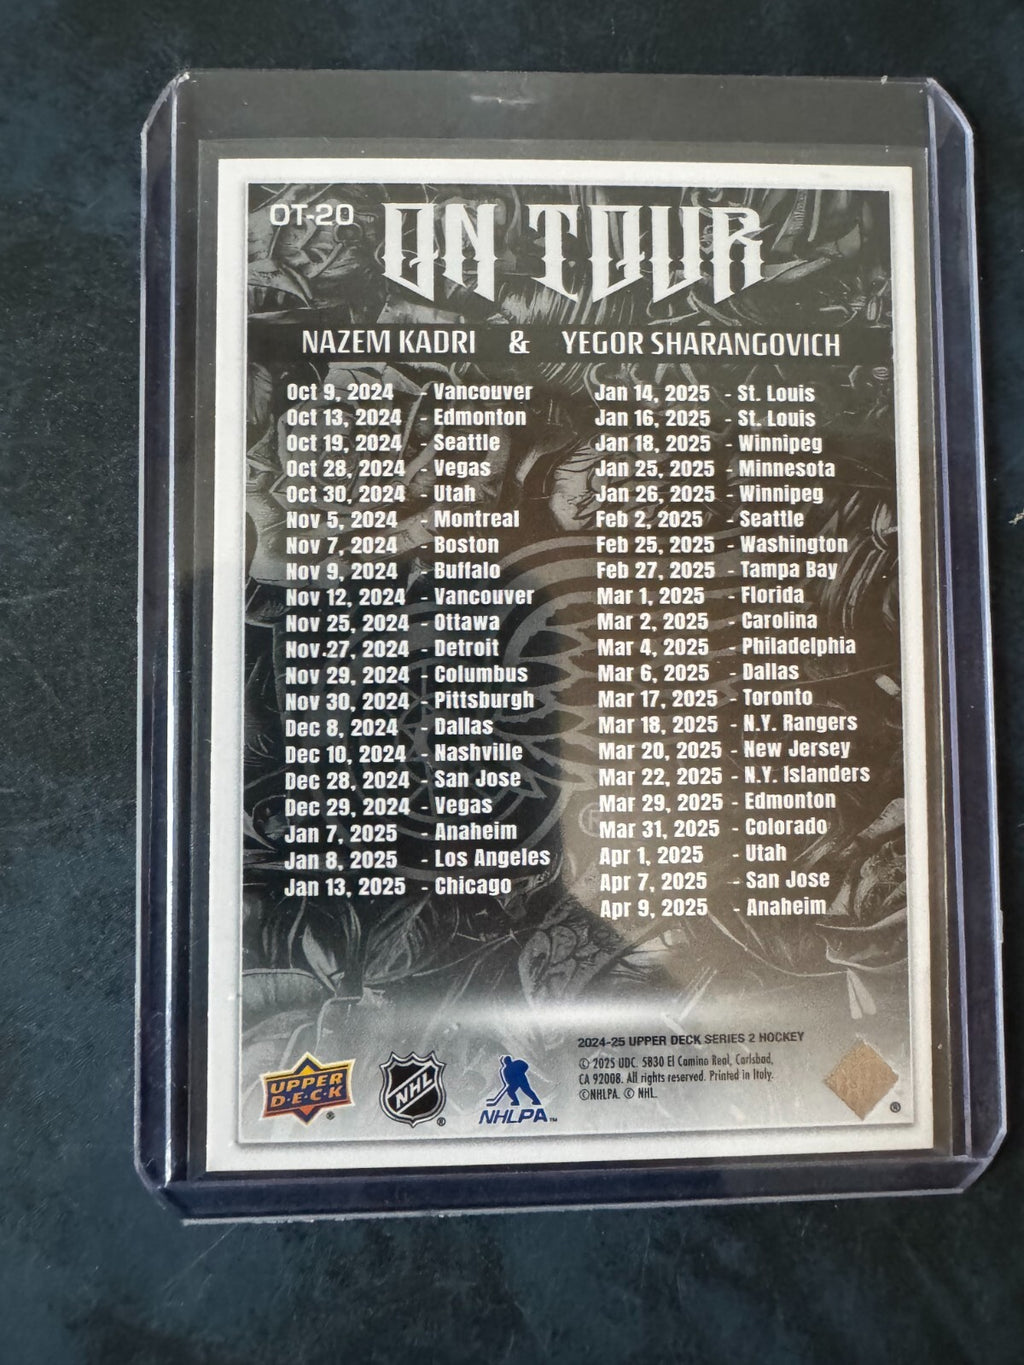 OT-20
ON TOUR
NAZEM KADRI & YEGOR SHARANGOVICH
Oct 9, 2024 - Vancouver
Oct 13, 2024 - Edmonton
Oct 19, 2024 - Seattle
Oct 28, 2024 - Vegas
Oct 30, 2024 - Utah
Nov 5, 2024 - Montreal
Nov 7, 2024 - Boston
Nov 9, 2024 - Buffalo
Nov 12, 2024 - Vancouver
Nov 25, 2024 - Ottawa
Nov 27, 2024 - Detroit
Nov 29, 2024 - Columbus
Nov 30, 2024 - Pittsburgh
Dec 8, 2024 - Dallas
Dec 10, 2024 - Nashville
Dec 28, 2024 - San Jose
Dec 29, 2024 - Vegas
Jan 7, 2025 - Anaheim
Jan 8, 2025 - Los Angeles
Jan 13, 2025 - Chicago
Jan 14, 2025 - St. Louis
Jan 16, 2025 - St. Louis
Jan 18, 2025 - Winnipeg
Jan 25, 2025 - Minnesota
Jan 26, 2025 - Winnipeg
Feb 2, 2025 - Seattle
Feb 25, 2025 - Washington
Feb 27, 2025 - Tampa Bay
Mar 1, 2025 - Florida
Mar 2, 2025 - Carolina
Mar 4, 2025 - Philadelphia
Mar 6, 2025 - Dallas
Mar 17, 2025 - Toronto
Mar 18, 2025 - N.Y. Rangers
Mar 20, 2025 - New Jersey
Mar 22, 2025 - N.Y. Islanders
Mar 29, 2025 - Edmonton
Mar 31, 2025 - Colorado
Apr 1, 2025 - Utah
Apr 7, 2025 - San Jose
Apr 9, 2025 - Anaheim
®
2024-25 UPPER DECK SERIES 2 HOCKEY
© 2025 UDC. 5830 El Camino Real, Carlsbad,
CA 92008. All rights reserved. Printed in Italy.
©NHLPA. © NHL.
UPPER
D·E·C·K ®
NHL ®
NHLPA ™
®